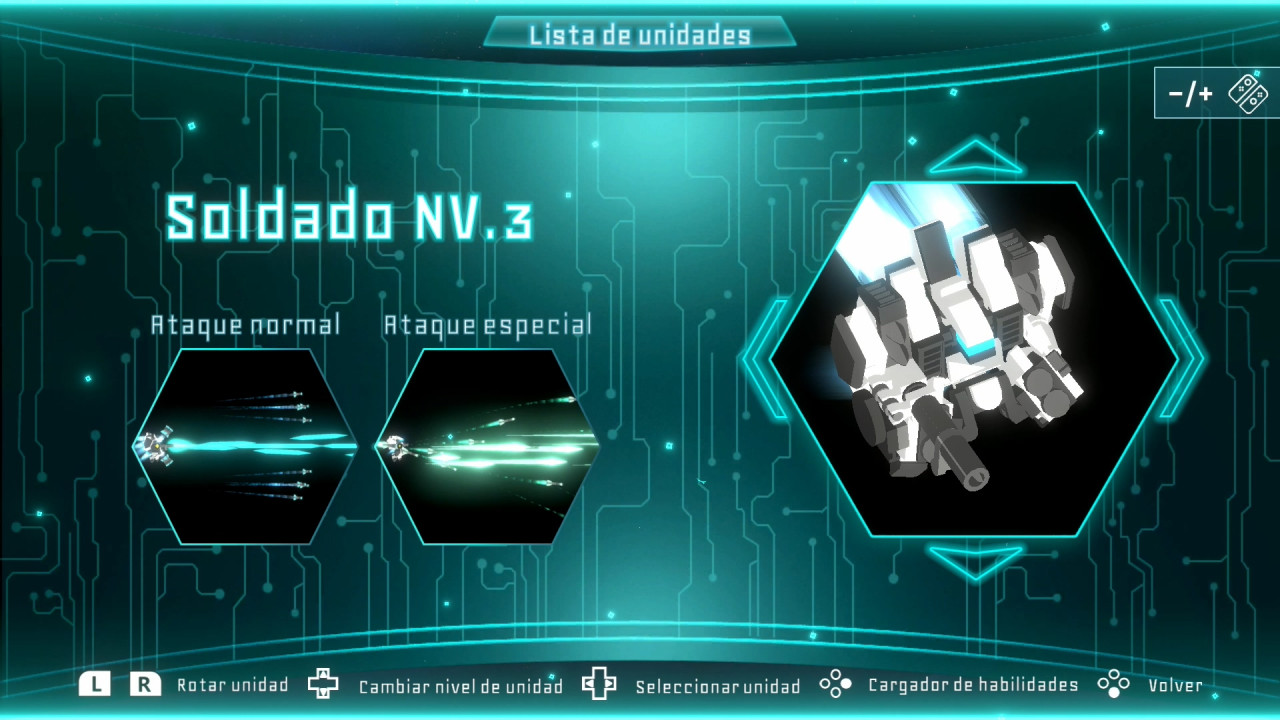 Lista de unidades
-/+
Soldado NV.3
Ataque normal
Ataque especial
L R Rotar unidad Cambiar nivel de unidad Seleccionar unidad Cargador de habilidades Volver